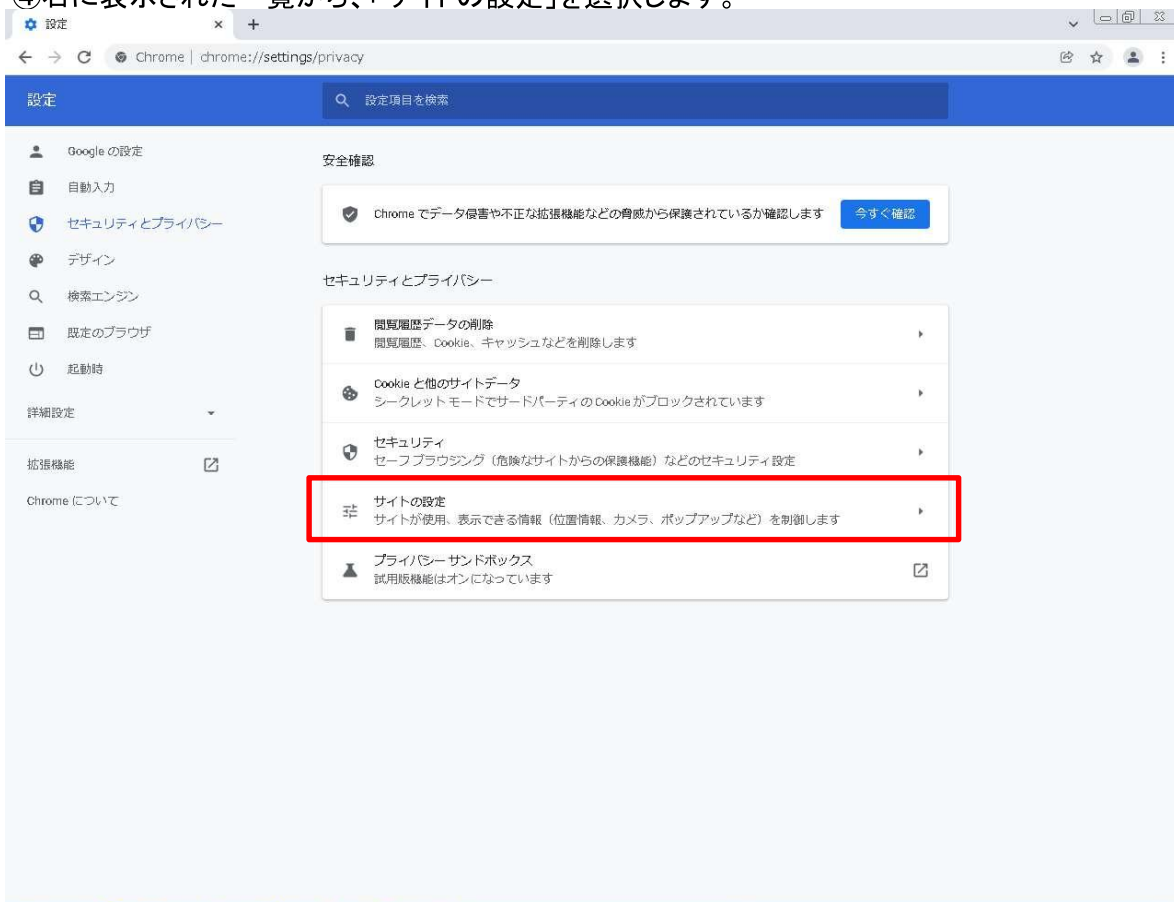 ④右に表示された一覧から、「サイトの設定」を選択します。
設定
Chrome | chrome://settings/privacy
設定
設定項目を検索
Google の設定
自動入力
セキュリティとプライバシー
デザイン
検索エンジン
既定のブラウザ
起動時
詳細設定
拡張機能
Chrome について
安全確認
Chrome でデータ侵害や不正な拡張機能などの脅威から保護されているか確認します
今すぐ確認
セキュリティとプライバシー
閲覧履歴データの削除
閲覧履歴、Cookie、キャッシュなどを削除します
Cookie と他のサイトデータ
シークレット モードでサードパーティの Cookie がブロックされています
セキュリティ
セーフ ブラウジング（危険なサイトからの保護機能）などのセキュリティ設定
サイトの設定
サイトが使用、表示できる情報（位置情報、カメラ、ポップアップなど）を制御します
プライバシー サンドボックス
試用版機能はオンになっています